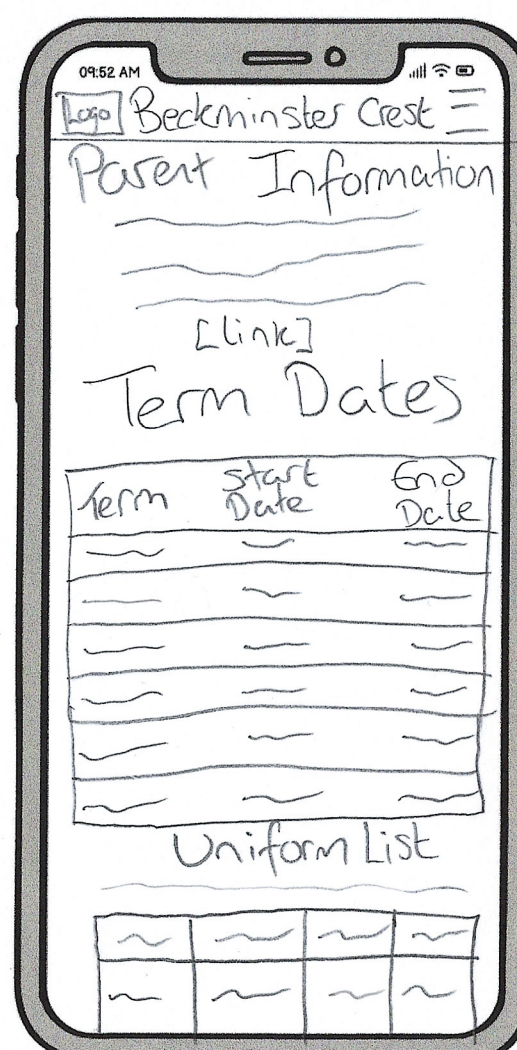 09:52 AM
Logo Beckminster Crest
Parent Information
[link]
Term Dates
Term Start Date End Date
Uniform List